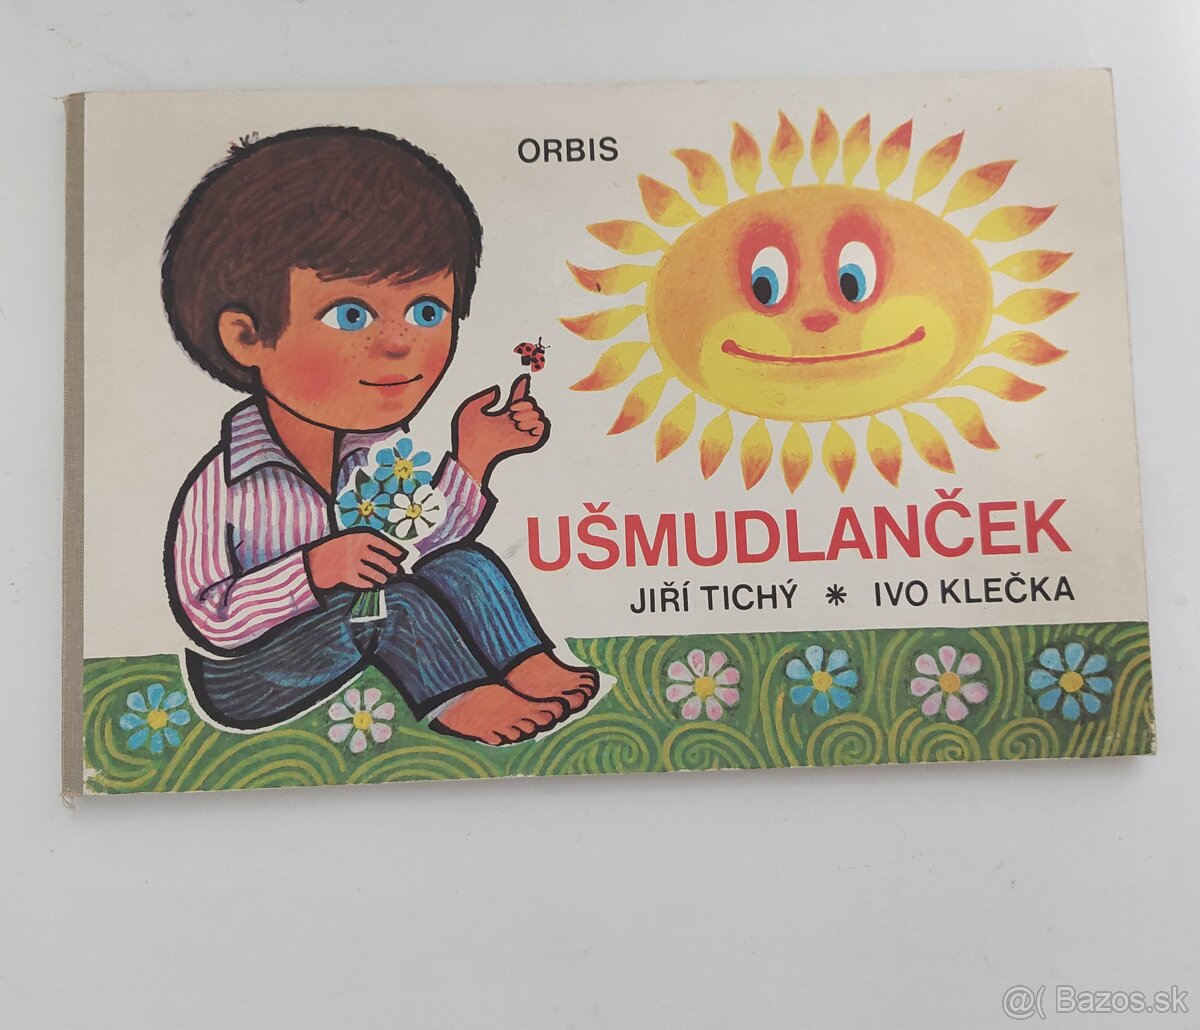 ORBIS
UŠMUDLANČEK
JIŘÍ TICHÝ * IVO KLEČKA
@( Bazos.sk